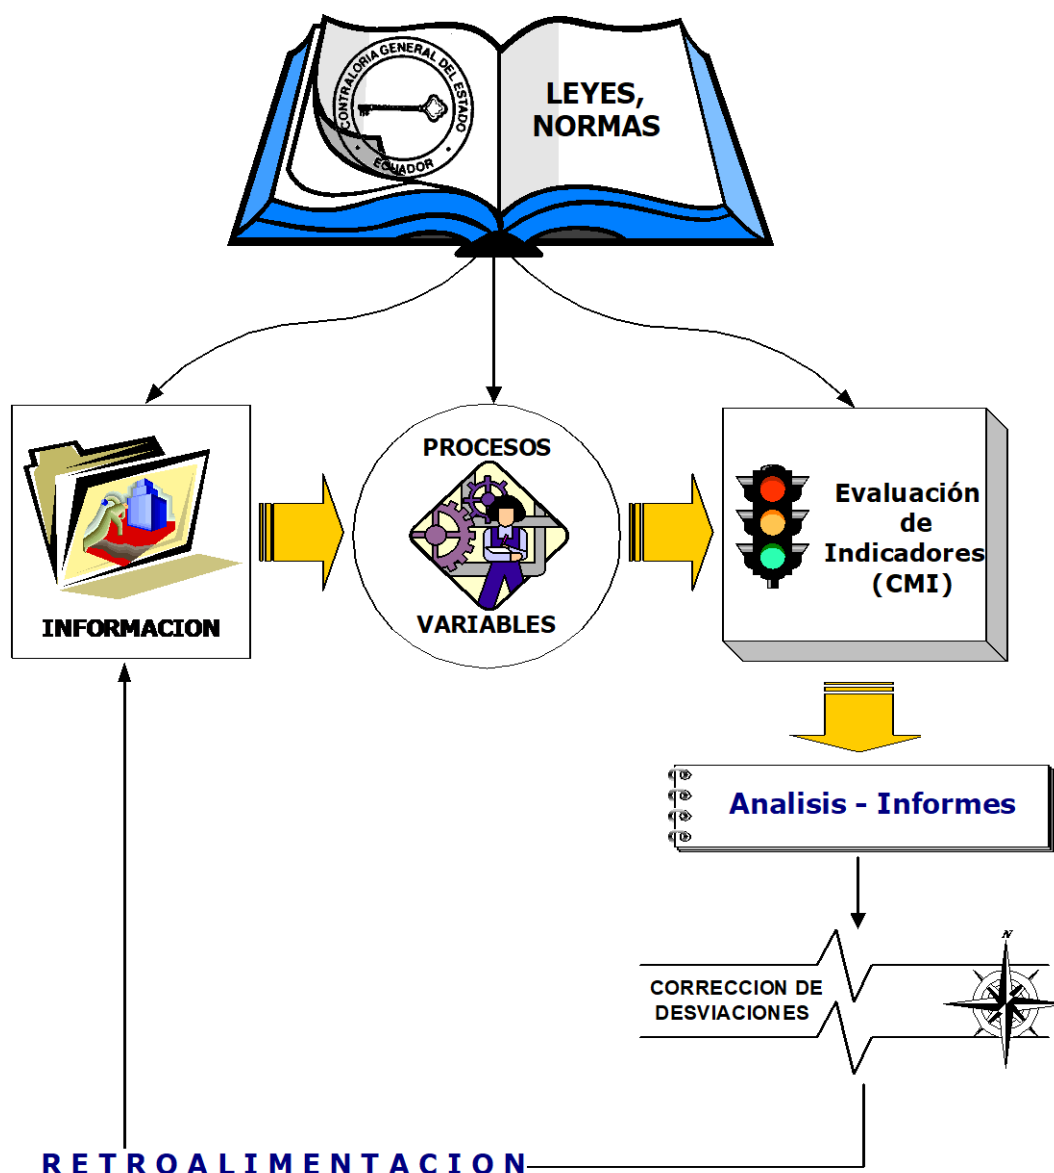 CONTRALORIA GENERAL DEL ESTADO
ECUADOR
LEYES,
NORMAS
INFORMACION
PROCESOS
VARIABLES
Evaluación
de
Indicadores
(CMI)
Analisis - Informes
N
CORRECCION DE
DESVIACIONES
RETROALIMENTACION